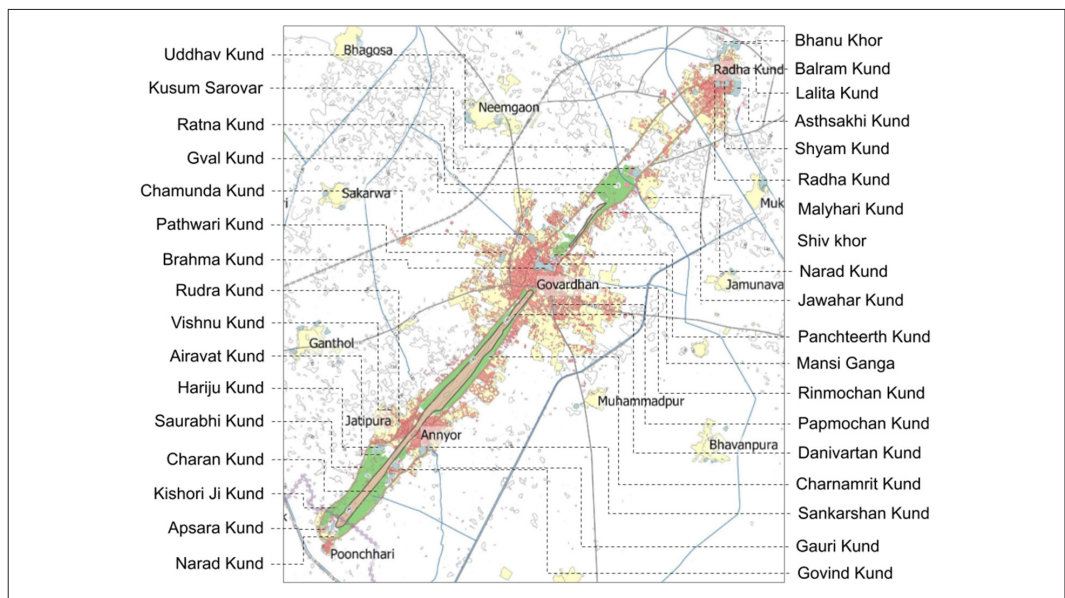 Uddhav Kund
Kusum Sarovar
Ratna Kund
Gval Kund
Chamunda Kund
Pathwari Kund
Brahma Kund
Rudra Kund
Vishnu Kund
Airavat Kund
Hariju Kund
Saurabhi Kund
Charan Kund
Kishori Ji Kund
Apsara Kund
Narad Kund
Bhagosa
Radha Kund
Neemgaon
Sakarwa
Muk
Govardhan
Jamunava
Ganthol
Muhammadpur
Jatipura
Annyor
Bhavanpura
Poonchhari
Bhanu Khor
Balram Kund
Lalita Kund
Asthsakhi Kund
Shyam Kund
Radha Kund
Malyhari Kund
Shiv khor
Narad Kund
Jawahar Kund
Panchteerth Kund
Mansi Ganga
Rinmochan Kund
Papmochan Kund
Danivartan Kund
Charnamrit Kund
Sankarshan Kund
Gauri Kund
Govind Kund